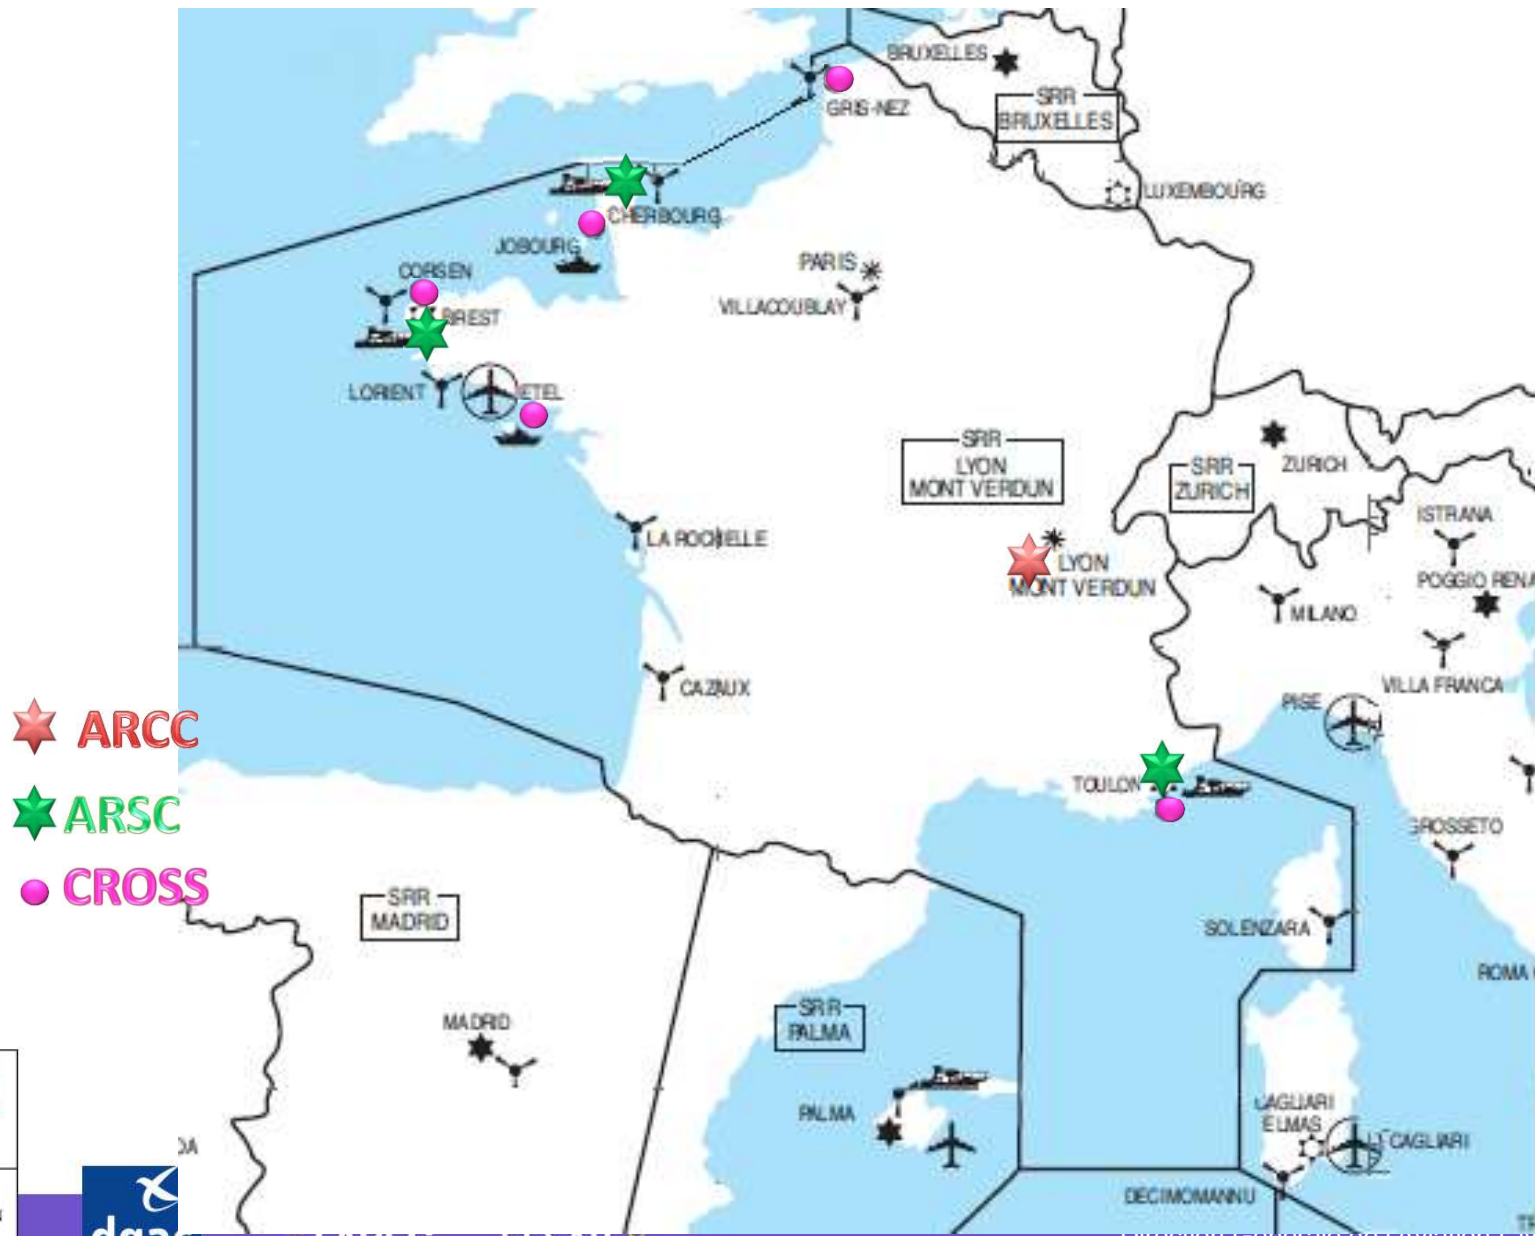 BRUXELLES
SRR
BRUXELLES
GRIS-NEZ
LUXEMBOURG
CHERBOURG
JOBOURG
CORSEN
BREST
PARIS
VILLACOUBLAY
LORIENT
ETEL
SRR
LYON
MONT VERDUN
SRR
ZURICH
ZURICH
ISTRANA
LA ROCHELLE
LYON
MONT VERDUN
POGGIO RENA
MILANO
CAZAUX
VILLA FRANCA
PISE
ARCC
ARSC
CROSS
TOULON
GROSSETO
SRR
MADRID
SOLENZARA
ROMA
MADRID
SRR
PALMA
PALMA
CAGLIARI
ELMAS
CAGLIARI
DECIMOMANNU
DA
dgac